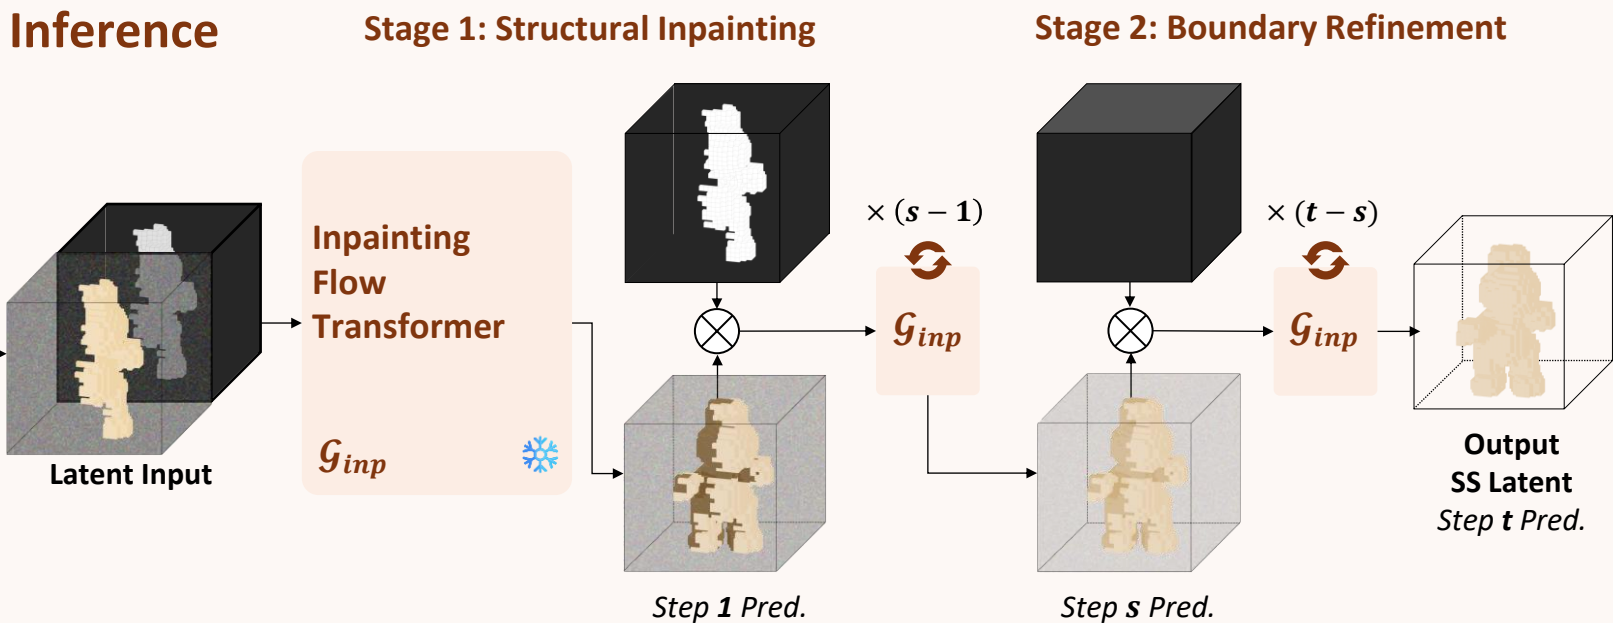 Inference
Stage 1: Structural Inpainting
Stage 2: Boundary Refinement
× (s − 1)
× (t − s)
Inpainting
Flow
Transformer
𝒢inp
𝒢inp
𝒢inp
Latent Input
Output
SS Latent
Step t Pred.
Step 1 Pred.
Step s Pred.